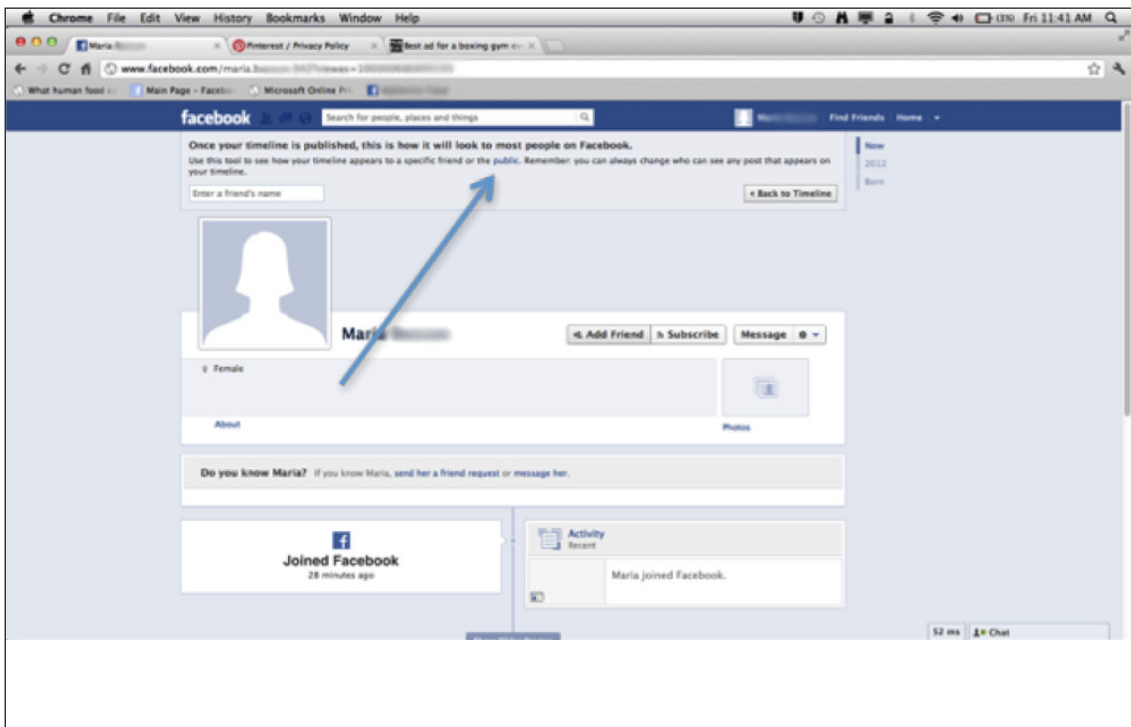 Chrome File Edit View History Bookmarks Window Help Fri 11:41 AM
Maria Pinterest / Privacy Policy Best ad for a boxing gym
www.facebook.com/maria.
What human food Main Page - Microsoft Online
facebook Search for people, places and things Find Friends Home
Once your timeline is published, this is how it will look to most people on Facebook.
Use this tool to see how your timeline appears to a specific friend or the public. Remember: you can always change who can see any post that appears on
your timeline.
Enter a friend's name
Back to Timeline
Now
2012
Born
Maria
Add Friend Subscribe Message
Female
About
Photos
Do you know Maria? If you know Maria, send her a friend request or message her.
Joined Facebook
28 minutes ago
Activity
Recent
Maria joined Facebook.
52 ms Chat